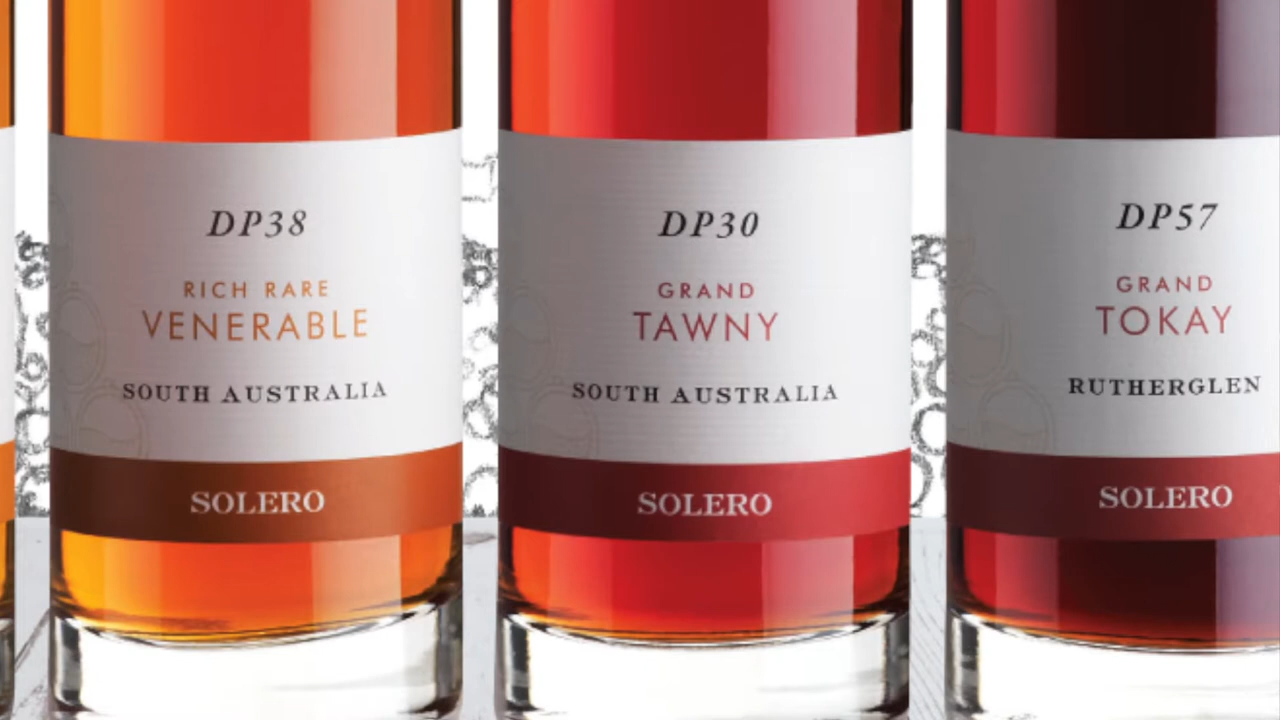 DP38
RICH RARE
VENERABLE
SOUTH AUSTRALIA
SOLERO
DP30
GRAND
TAWNY
SOUTH AUSTRALIA
SOLERO
DP57
GRAND
TOKAY
RUTHERGLEN
SOLERO